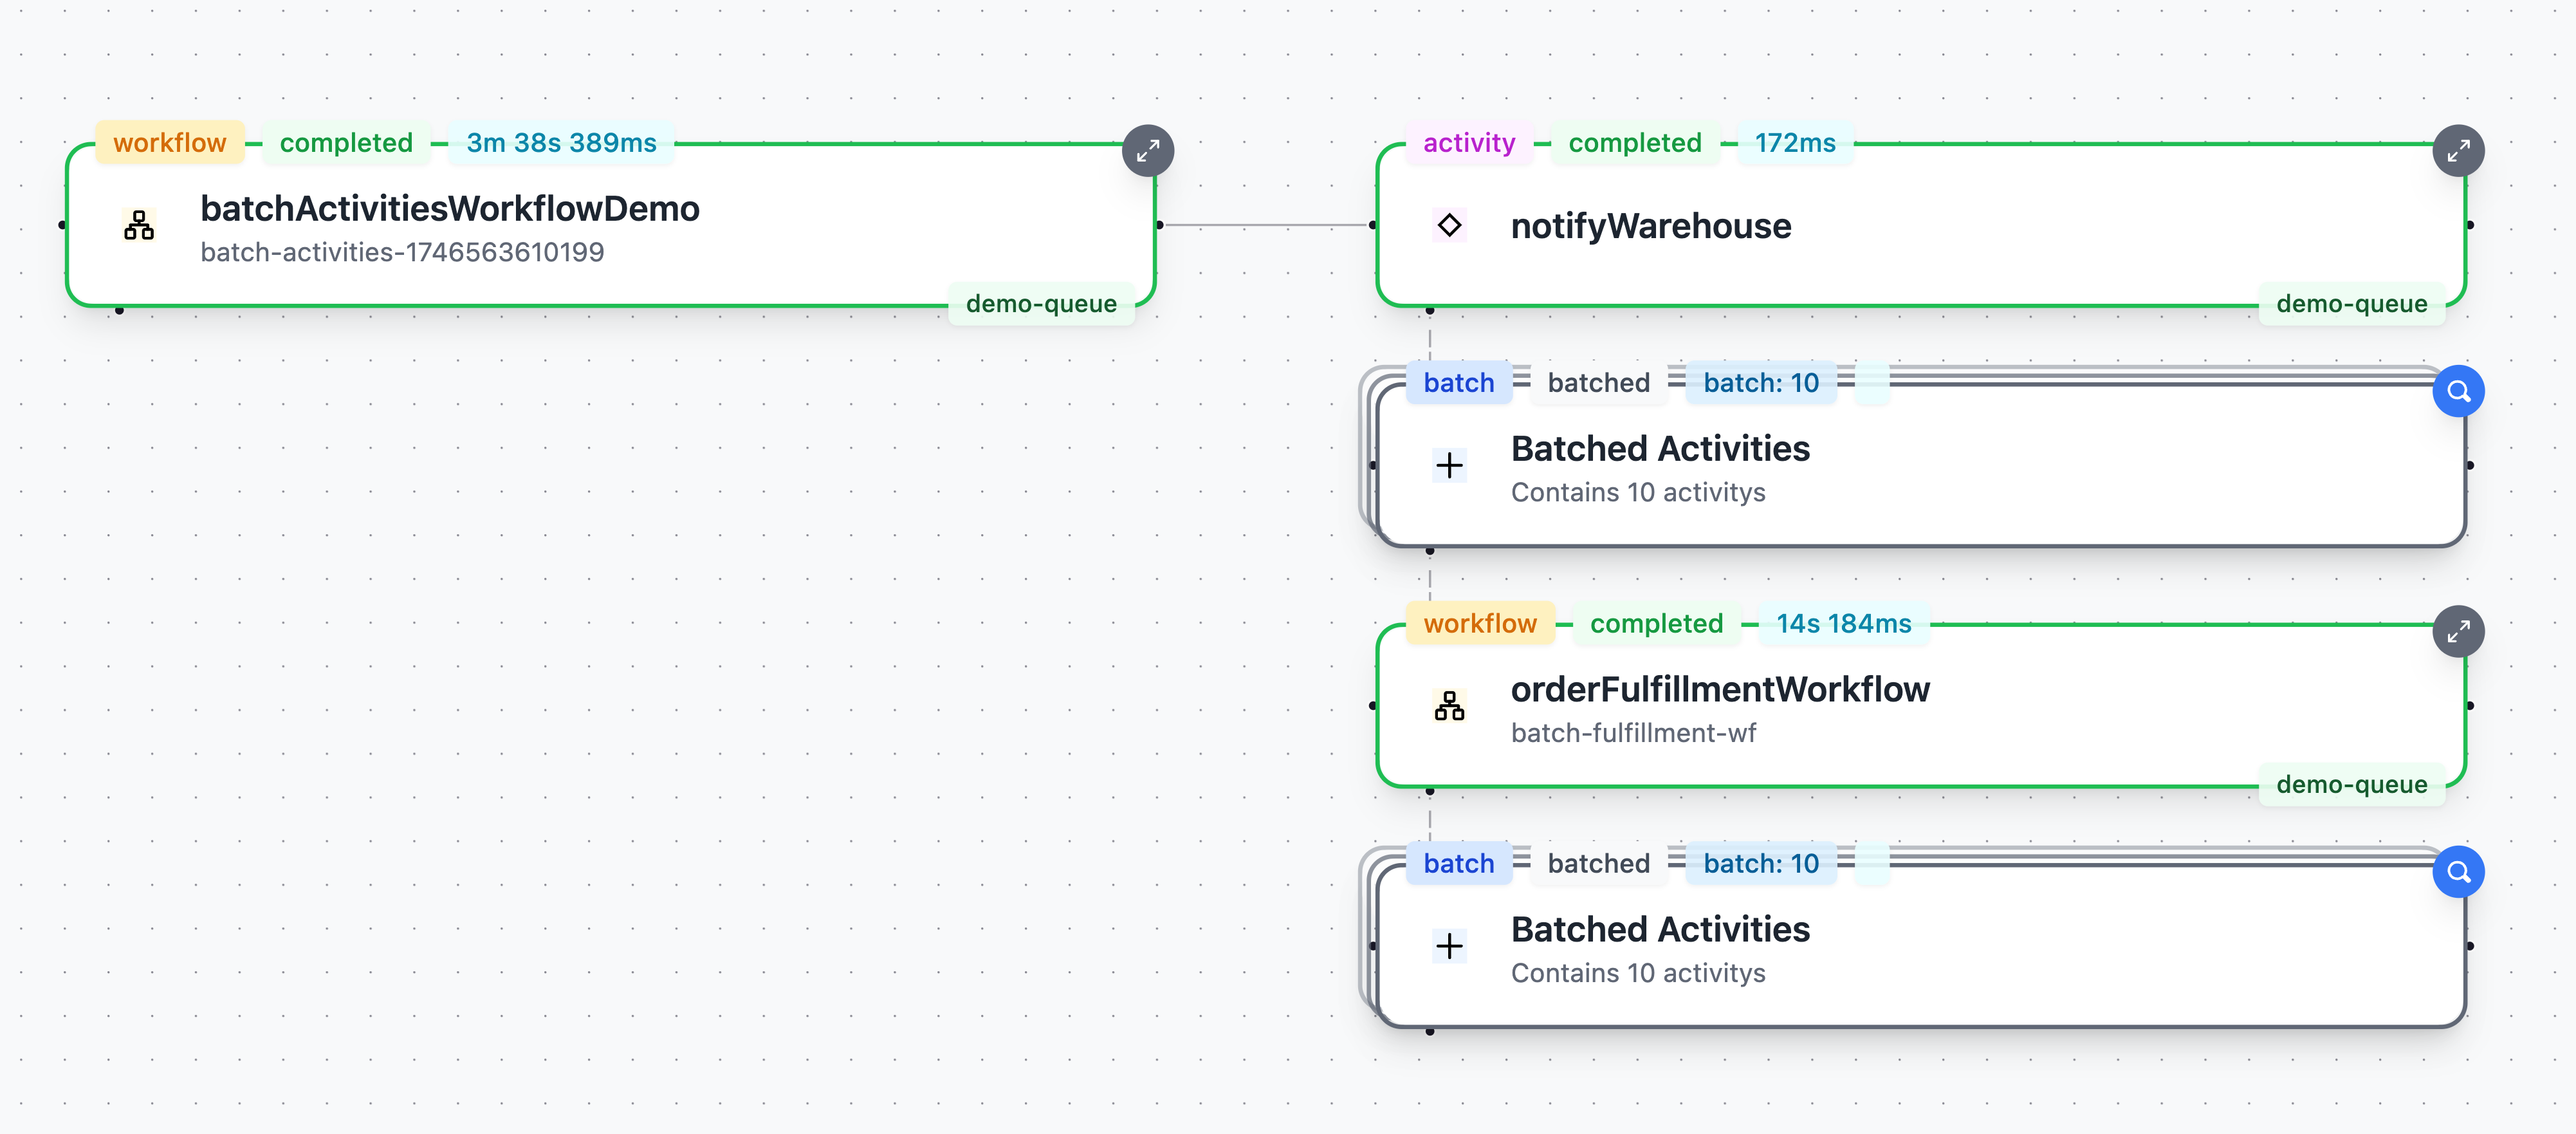 workflow completed 3m 38s 389ms
batchActivitiesWorkflowDemo
batch-activities-1746563610199
demo-queue
activity completed 172ms
notifyWarehouse
demo-queue
batch batched batch: 10
Batched Activities
Contains 10 activitys
workflow completed 14s 184ms
orderFulfillmentWorkflow
batch-fulfillment-wf
demo-queue
batch batched batch: 10
Batched Activities
Contains 10 activitys